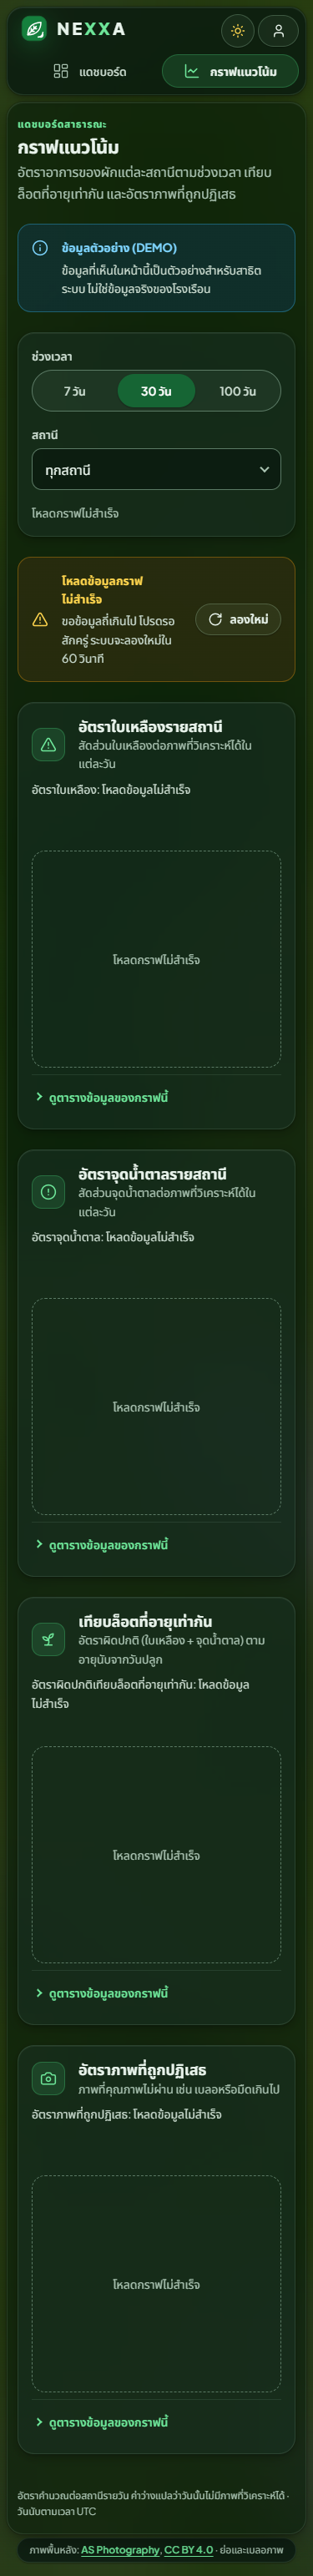 NEXXA
แดชบอร์ด
กราฟแนวโน้ม
แดชบอร์ดสาธารณะ
กราฟแนวโน้ม
อัตราอาการของผักแต่ละสถานีตามช่วงเวลา เทียบ
ล็อตที่อายุเท่ากัน และอัตราภาพที่ถูกปฏิเสธ
ข้อมูลตัวอย่าง (DEMO)
ข้อมูลที่เห็นในหน้านี้เป็นตัวอย่างสำหรับสาธิต
ระบบ ไม่ใช่ข้อมูลจริงของโรงเรือน
ช่วงเวลา
7 วัน
30 วัน
100 วัน
สถานี
ทุกสถานี
โหลดกราฟไม่สำเร็จ
โหลดข้อมูลกราฟ
ไม่สำเร็จ
ขอข้อมูลถี่เกินไป โปรดรอ
สักครู่ ระบบจะลองใหม่ใน
60 วินาที
ลองใหม่
อัตราใบเหลืองรายสถานี
สัดส่วนใบเหลืองต่อภาพที่วิเคราะห์ได้ใน
แต่ละวัน
อัตราใบเหลือง: โหลดข้อมูลไม่สำเร็จ
โหลดกราฟไม่สำเร็จ
ดูตารางข้อมูลของกราฟนี้
อัตราจุดน้ำตาลรายสถานี
สัดส่วนจุดน้ำตาลต่อภาพที่วิเคราะห์ได้ใน
แต่ละวัน
อัตราจุดน้ำตาล: โหลดข้อมูลไม่สำเร็จ
โหลดกราฟไม่สำเร็จ
ดูตารางข้อมูลของกราฟนี้
เทียบล็อตที่อายุเท่ากัน
อัตราผิดปกติ (ใบเหลือง + จุดน้ำตาล) ตาม
อายุนับจากวันปลูก
อัตราผิดปกติเทียบล็อตที่อายุเท่ากัน: โหลดข้อมูล
ไม่สำเร็จ
โหลดกราฟไม่สำเร็จ
ดูตารางข้อมูลของกราฟนี้
อัตราภาพที่ถูกปฏิเสธ
ภาพที่คุณภาพไม่ผ่าน เช่น เบลอหรือมืดเกินไป
อัตราภาพที่ถูกปฏิเสธ: โหลดข้อมูลไม่สำเร็จ
โหลดกราฟไม่สำเร็จ
ดูตารางข้อมูลของกราฟนี้
อัตราคำนวณต่อสถานีรายวัน ค่าว่างแปลว่าวันนั้นไม่มีภาพที่วิเคราะห์ได้ ·
วันนับตามเวลา UTC
ภาพพื้นหลัง: AS Photography, CC BY 4.0 · ย่อและเบลอภาพ